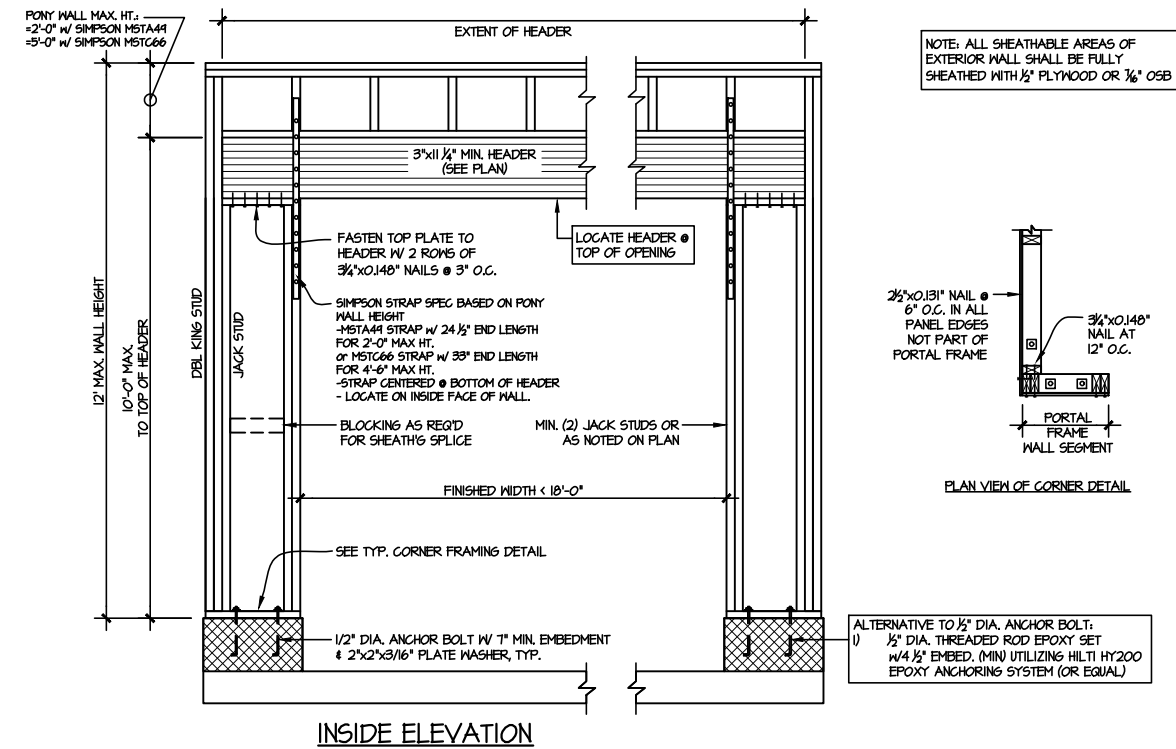 PONY WALL MAX. HT.:
=2'-0" W/ SIMPSON MSTA49
=5'-0" W/ SIMPSON MSTC66
EXTENT OF HEADER
NOTE: ALL SHEATHABLE AREAS OF
EXTERIOR WALL SHALL BE FULLY
SHEATHED WITH ½" PLYWOOD OR 7/16" OSB
3"x11 ¼" MIN. HEADER
(SEE PLAN)
FASTEN TOP PLATE TO
HEADER W/ 2 ROWS OF
3¼"x0.148" NAILS @ 3" O.C.
LOCATE HEADER @
TOP OF OPENING
12' MAX. WALL HEIGHT
10'-0" MAX.
TO TOP OF HEADER
DBL KING STUD
JACK STUD
SIMPSON STRAP SPEC BASED ON PONY
WALL HEIGHT
-MSTA49 STRAP W/ 24 ½" END LENGTH
FOR 2'-0" MAX HT.
or MSTC66 STRAP W/ 33" END LENGTH
FOR 4'-6" MAX HT.
-STRAP CENTERED @ BOTTOM OF HEADER
- LOCATE ON INSIDE FACE OF WALL.
BLOCKING AS REQ'D
FOR SHEATH'G SPLICE
MIN. (2) JACK STUDS OR
AS NOTED ON PLAN
FINISHED WIDTH < 18'-0"
SEE TYP. CORNER FRAMING DETAIL
1/2" DIA. ANCHOR BOLT W/ 7" MIN. EMBEDMENT
& 2"x2"x3/16" PLATE WASHER, TYP.
INSIDE ELEVATION
2½"x0.131" NAIL @
6" O.C. IN ALL
PANEL EDGES
NOT PART OF
PORTAL FRAME
3¼"x0.148"
NAIL AT
12" O.C.
PORTAL
FRAME
WALL SEGMENT
PLAN VIEW OF CORNER DETAIL
ALTERNATIVE TO ½" DIA. ANCHOR BOLT:
1) ½" DIA. THREADED ROD EPOXY SET
W/4 ½" EMBED. (MIN) UTILIZING HILTI HY200
EPOXY ANCHORING SYSTEM (OR EQUAL)